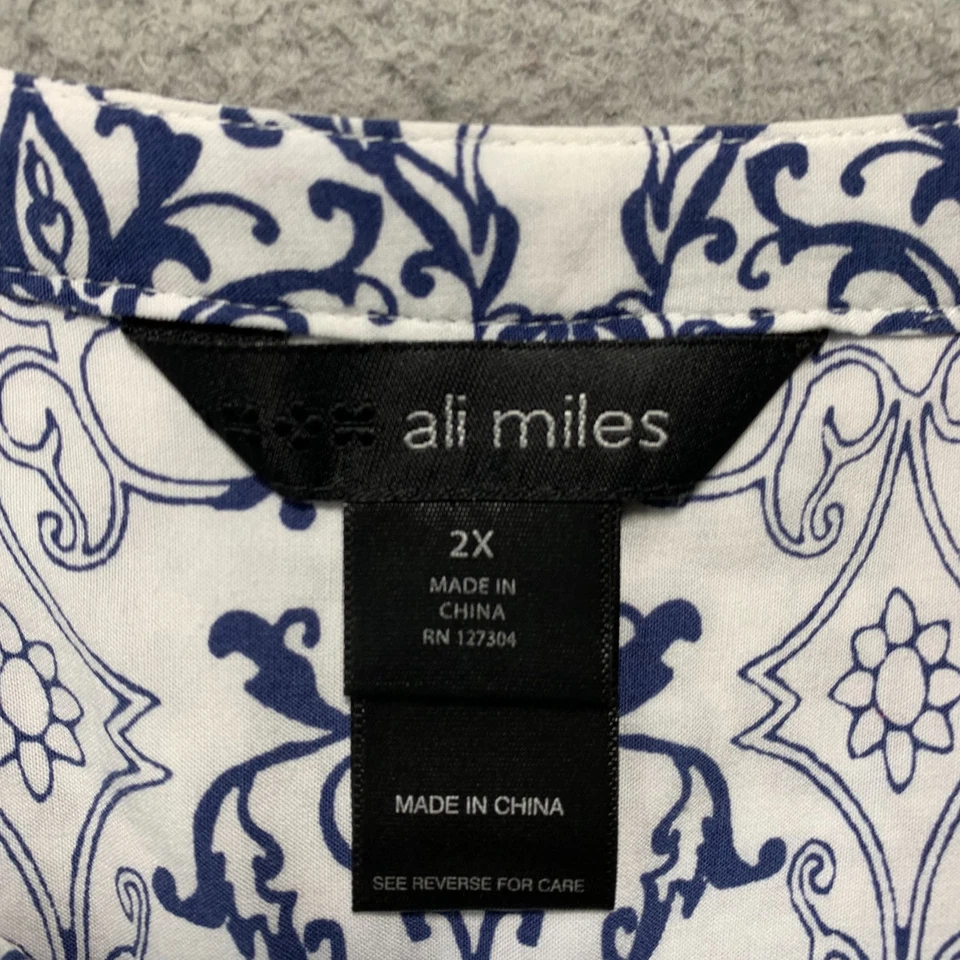 ali miles
2X
MADE IN
CHINA
RN 127304
MADE IN CHINA
SEE REVERSE FOR CARE